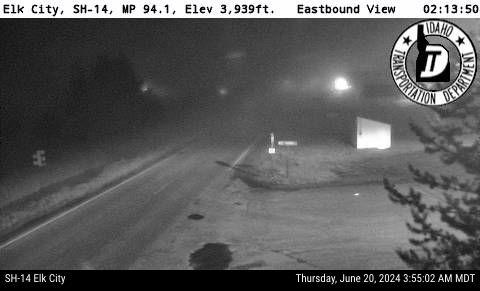 Elk City, SH-14, MP 94.1, Elev 3,939ft. Eastbound View 02:13:50
IDAHO
TRANSPORTATION DEPARTMENT
SH-14 Elk City Thursday, June 20, 2024 3:55:02 AM MDT